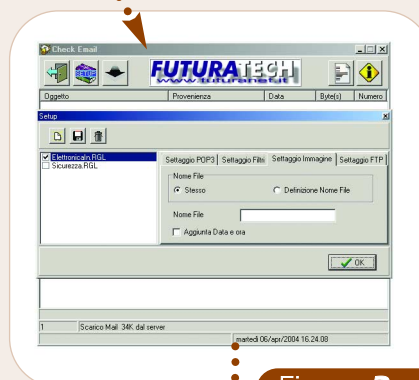 Check Email
SETUP
FUTURATECH
www.futuranet.it
Oggetto Provenienza Data Byte(s) Numero
Setup
ElettronicaIn.RGL
Sicurezza.RGL
Settaggio POP3 Settaggio Filtri Settaggio Immagine Settaggio FTP
Nome File
Stesso Definizione Nome File
Nome File
Aggiunta Data e ora
OK
1 Scarico Mail 34K dal server
martedì 06/apr/2004 16.24.08